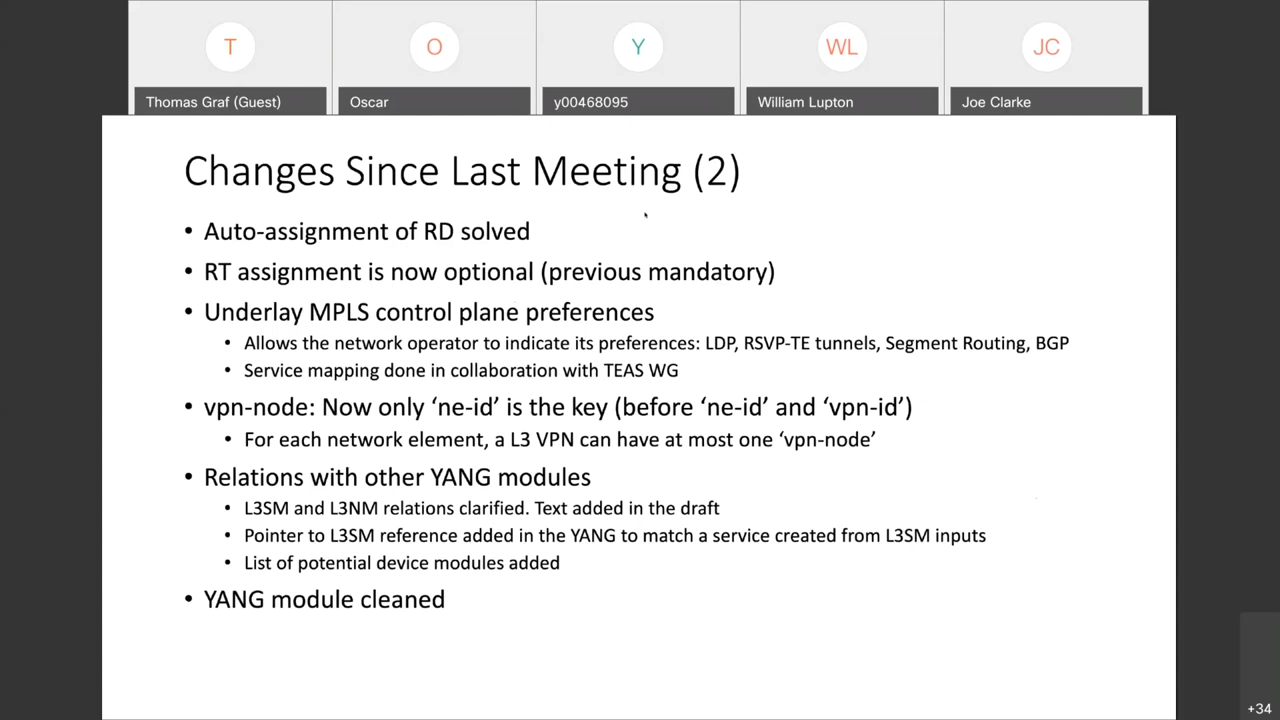 T
O
Y
WL
JC
Thomas Graf (Guest)
Oscar
y00468095
William Lupton
Joe Clarke
Changes Since Last Meeting (2)
• Auto-assignment of RD solved
• RT assignment is now optional (previous mandatory)
• Underlay MPLS control plane preferences
• Allows the network operator to indicate its preferences: LDP, RSVP-TE tunnels, Segment Routing, BGP
• Service mapping done in collaboration with TEAS WG
• vpn-node: Now only ‘ne-id’ is the key (before ‘ne-id’ and ‘vpn-id’)
• For each network element, a L3 VPN can have at most one ‘vpn-node’
• Relations with other YANG modules
• L3SM and L3NM relations clarified. Text added in the draft
• Pointer to L3SM reference added in the YANG to match a service created from L3SM inputs
• List of potential device modules added
• YANG module cleaned
+34